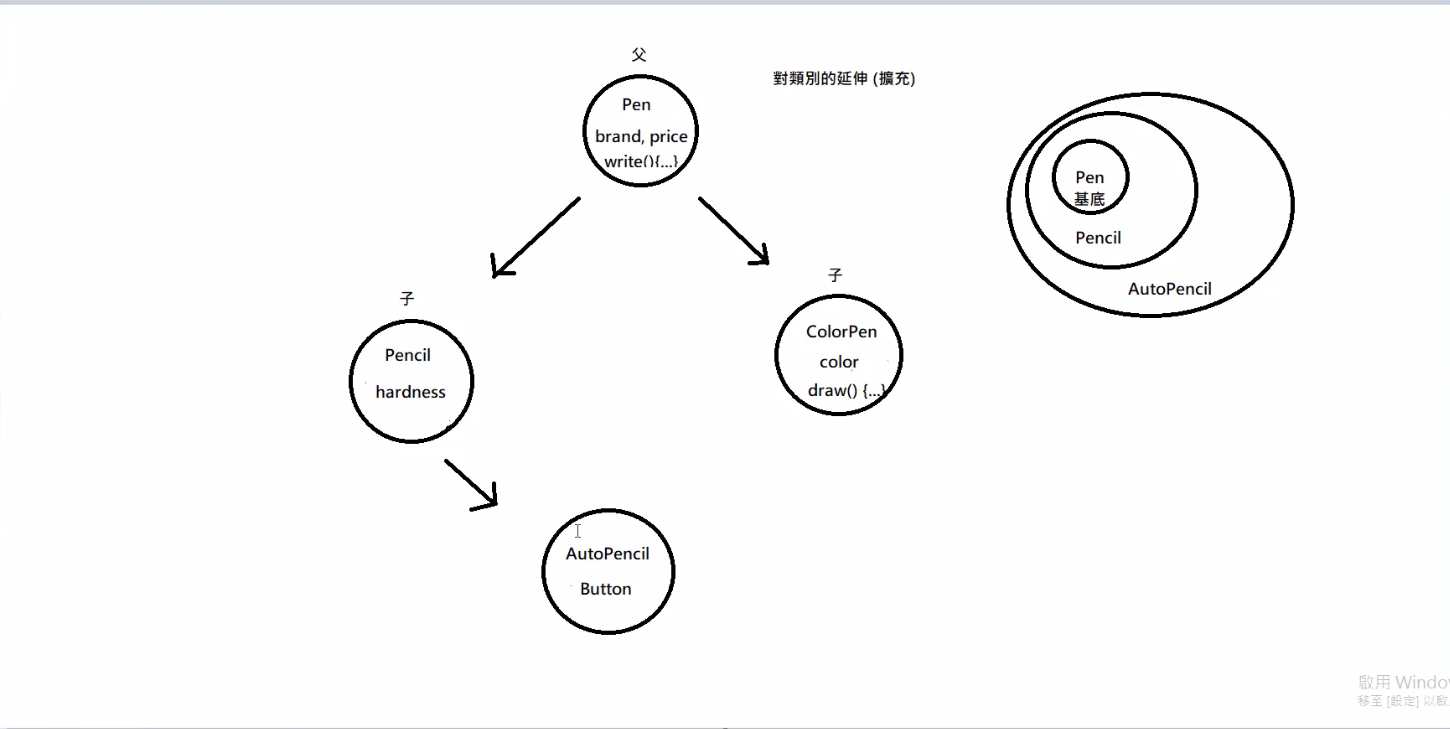 父
Pen
brand, price
write(){...}
對類別的延伸 (擴充)
Pen
基底
Pencil
AutoPencil
子
Pencil
hardness
子
ColorPen
color
draw() {...}
AutoPencil
Button
啟用 Windo
移至 [設定] 以啟